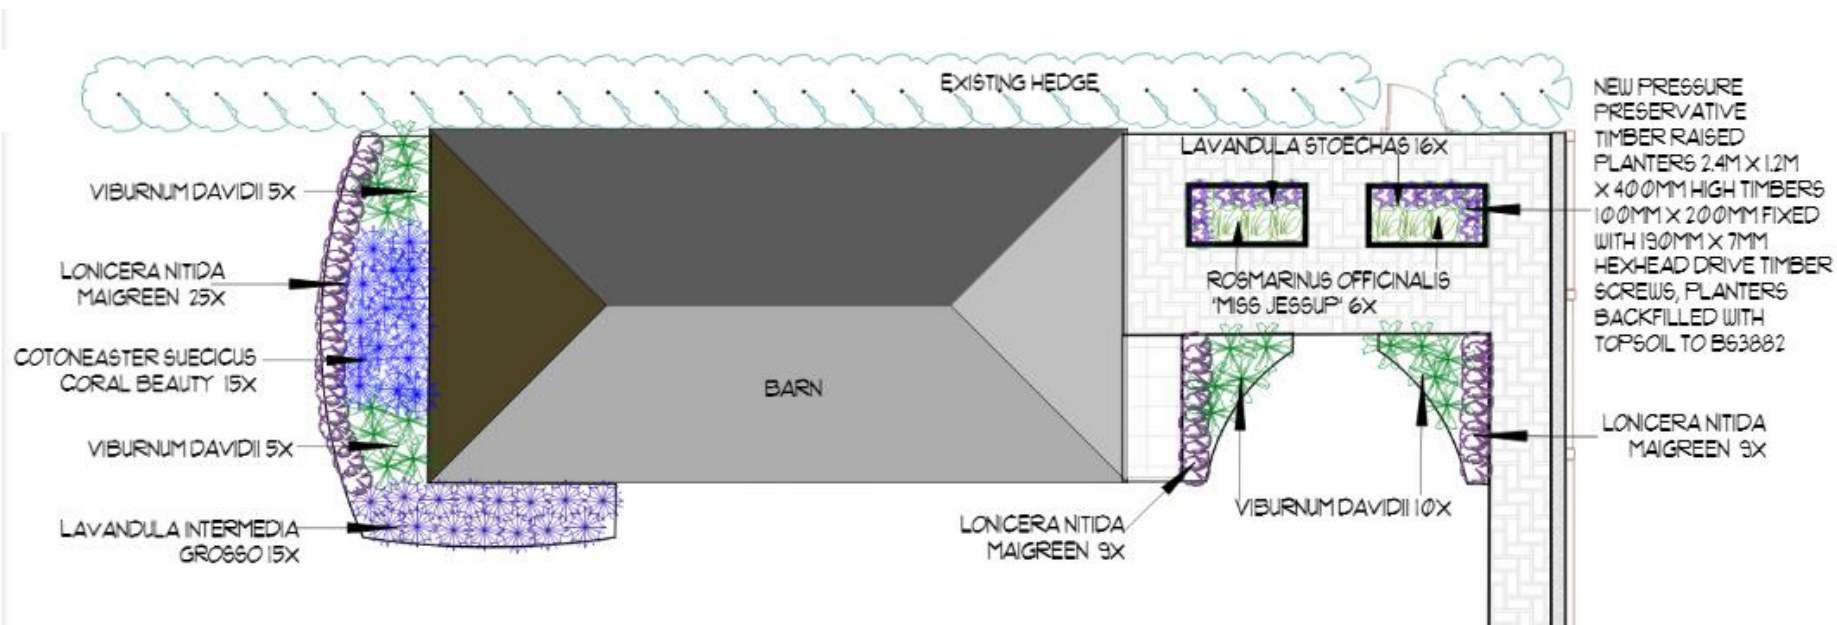 EXISTING HEDGE
LAVANDULA STOECHAS 16X
NEW PRESSURE
PRESERVATIVE
TIMBER RAISED
PLANTERS 2.4M X 1.2M
X 400MM HIGH TIMBERS
100MM X 200MM FIXED
WITH 190MM X 7MM
HEXHEAD DRIVE TIMBER
SCREWS, PLANTERS
BACKFILLED WITH
TOPSOIL TO BS3882
VIBURNUM DAVIDII 5X
LONICERA NITIDA
MAIGREEN 25X
ROSMARINUS OFFICINALIS
'MISS JESSUP' 6X
COTONEASTER SUECICUS
CORAL BEAUTY 15X
BARN
VIBURNUM DAVIDII 5X
LONICERA NITIDA
MAIGREEN 9X
VIBURNUM DAVIDII 10X
LAVANDULA INTERMEDIA
GROSSO 15X
LONICERA NITIDA
MAIGREEN 9X